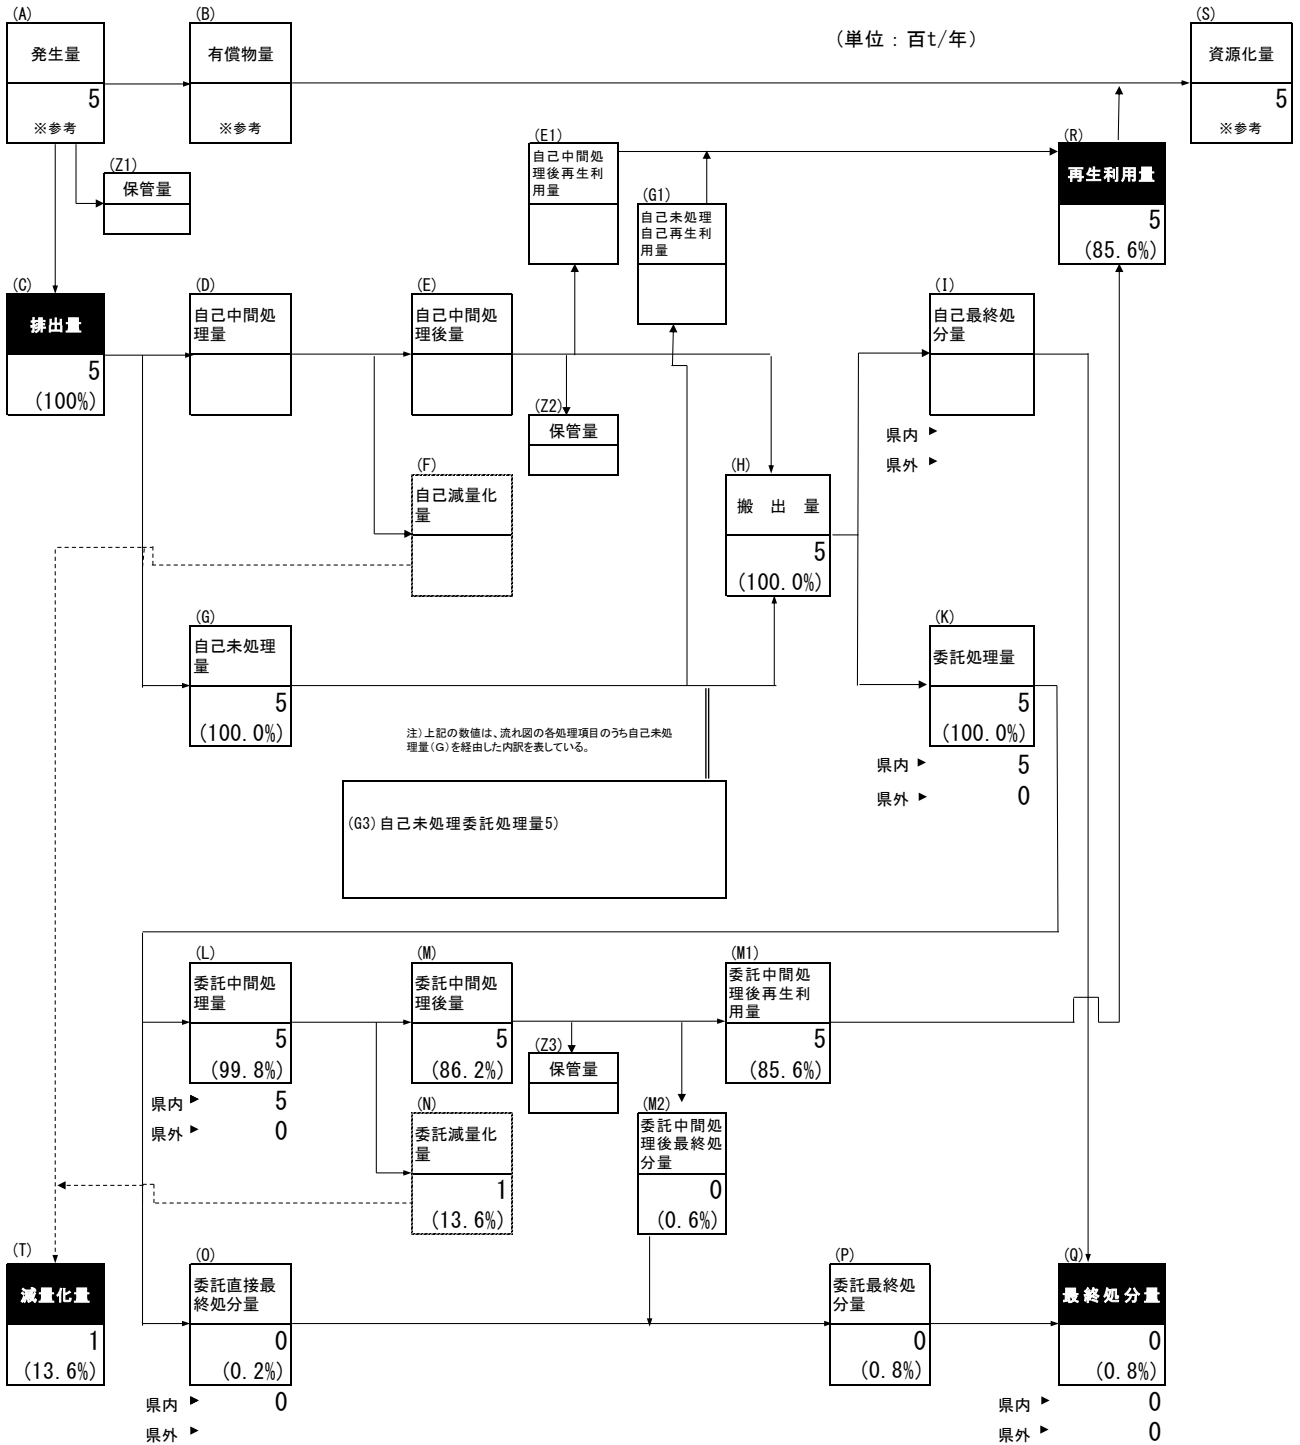 (A)
発生量
5
※参考
(B)
有償物量
※参考
(単位：百t/年)
(S)
資源化量
5
※参考
(Z1)
保管量
(E1)
自己中間処
理後再生利
用量
(G1)
自己未処理
自己再生利
用量
(R)
再生利用量
5
(85.6%)
(C)
排出量
5
(100%)
(D)
自己中間処
理量
(E)
自己中間処
理後量
(Z2)
保管量
(I)
自己最終処
分量
県内
県外
(F)
自己減量化
量
(H)
搬 出 量
5
(100.0%)
(G)
自己未処理
量
5
(100.0%)
(K)
委託処理量
5
(100.0%)
県内 5
県外 0
注)上記の数値は、流れ図の各処理項目のうち自己未処
理量(G)を経由した内訳を表している。
(G3)自己未処理委託処理量5)
(L)
委託中間処
理量
5
(99.8%)
県内 5
県外 0
(M)
委託中間処
理後量
5
(86.2%)
(Z3)
保管量
(M1)
委託中間処
理後再生利
用量
5
(85.6%)
(N)
委託減量化
量
1
(13.6%)
(M2)
委託中間処
理後最終処
分量
0
(0.6%)
(T)
減量化量
1
(13.6%)
(O)
委託直接最
終処分量
0
(0.2%)
県内 0
県外
(P)
委託最終処
分量
0
(0.8%)
(Q)
最終処分量
0
(0.8%)
県内 0
県外 0